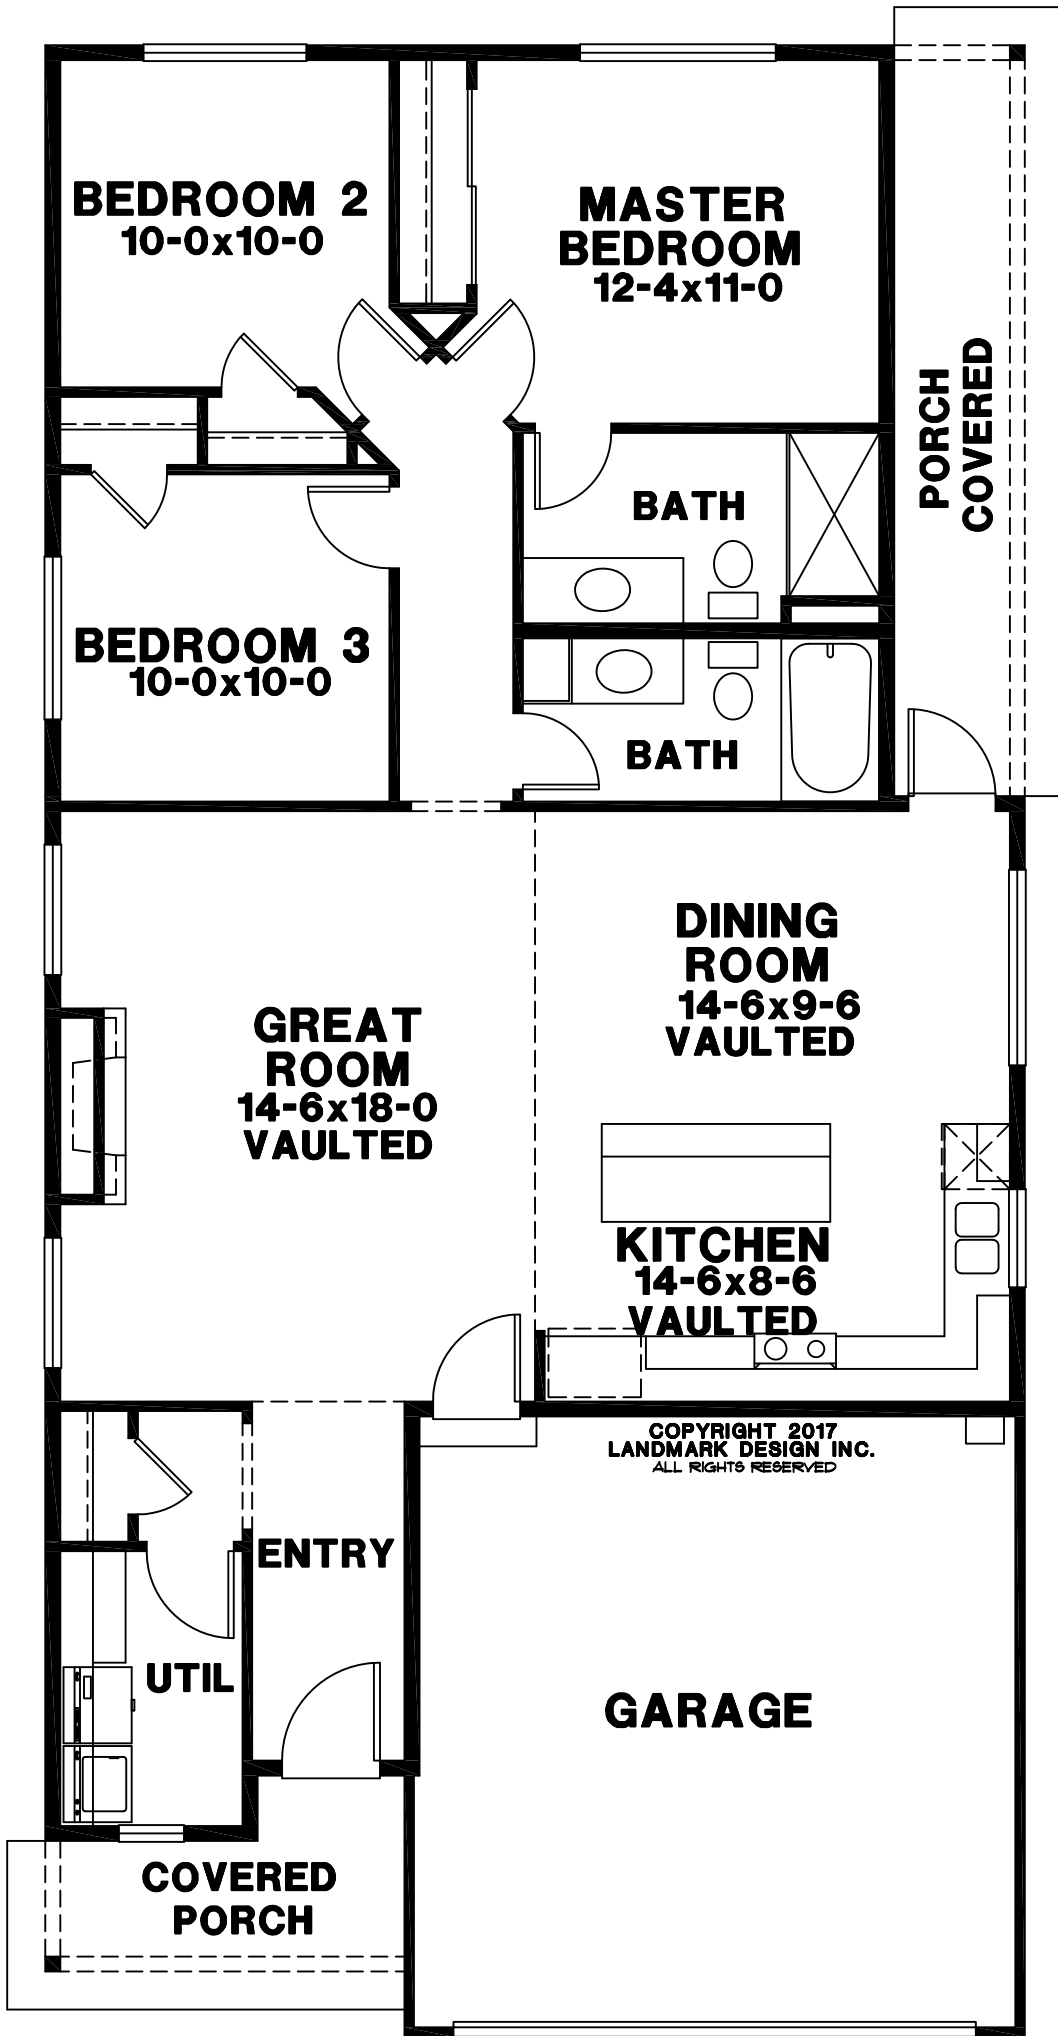 BEDROOM 2
10-0x10-0
MASTER
BEDROOM
12-4x11-0
PORCH
COVERED
BATH
BEDROOM 3
10-0x10-0
BATH
DINING
ROOM
14-6x9-6
VAULTED
GREAT
ROOM
14-6x18-0
VAULTED
KITCHEN
14-6x8-6
VAULTED
COPYRIGHT 2017
LANDMARK DESIGN INC.
ALL RIGHTS RESERVED
ENTRY
UTIL
GARAGE
COVERED
PORCH